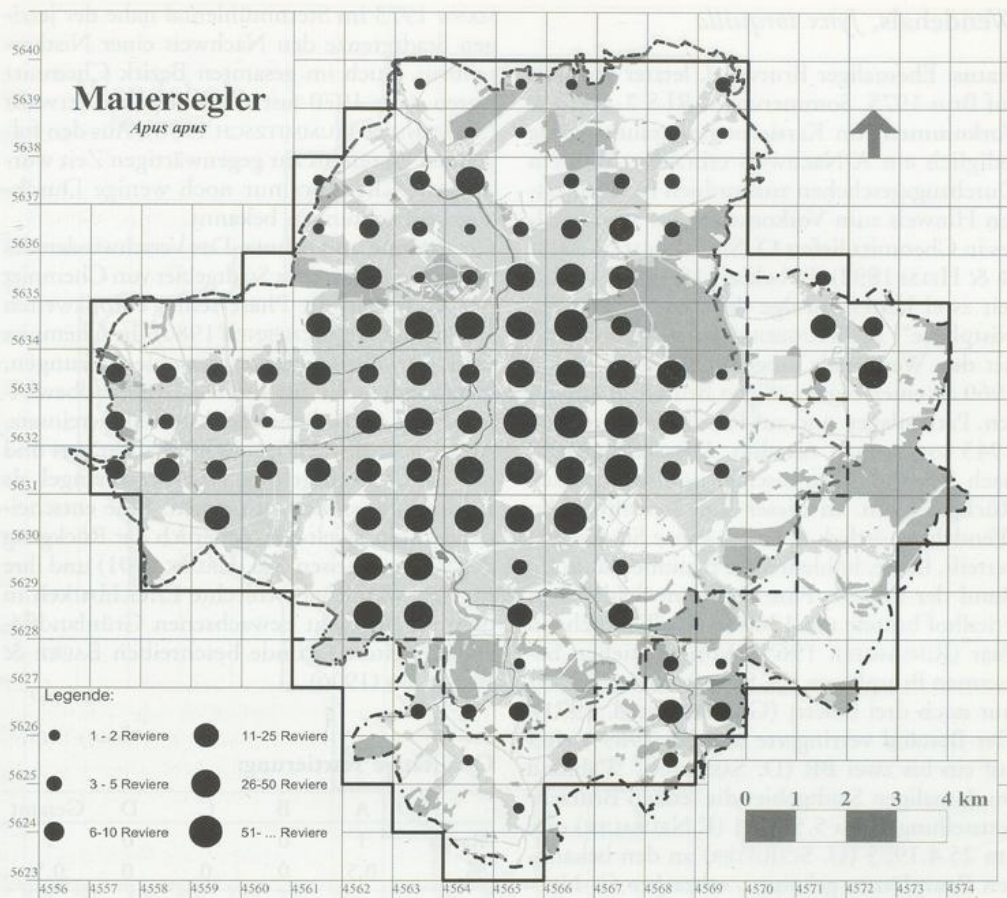 Mauersegler
Apus apus
5640
5639
5638
5637
5636
5635
5634
5633
5632
5631
5630
5629
5628
5627
5626
5625
5624
5623
Legende:
1 - 2 Reviere
11-25 Reviere
3 - 5 Reviere
26-50 Reviere
6-10 Reviere
51- ... Reviere
0 1 2 3 4 km
4556 4557 4558 4559 4560 4561 4562 4563 4564 4565 4566 4567 4568 4569 4570 4571 4572 4573 4574